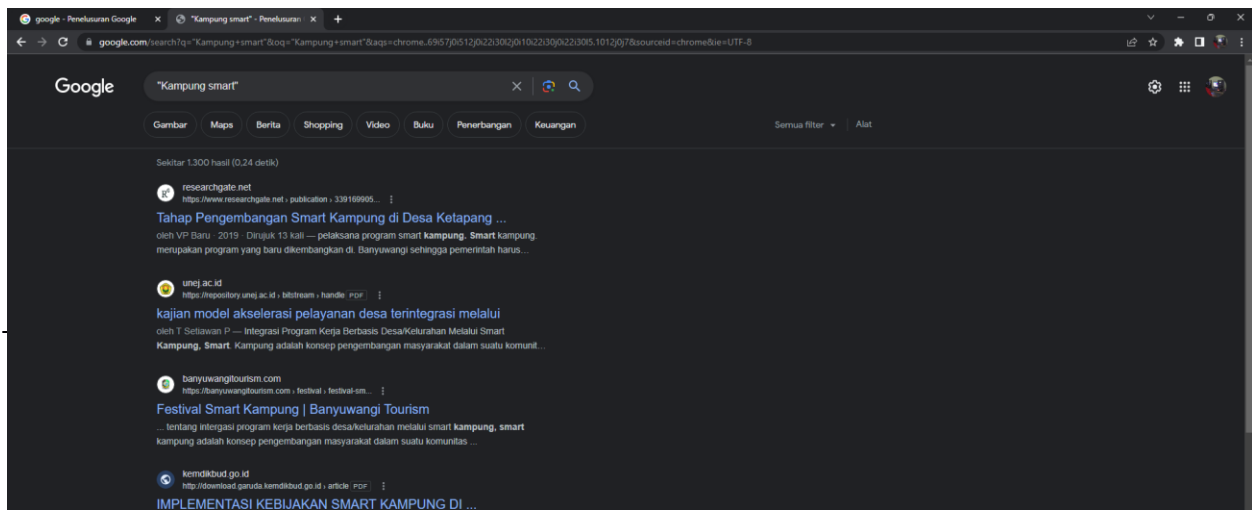 google - Penelusuran Google
"Kampung smart" - Penelusuran
google.com/search?q="Kampung+smart"&oq="Kampung+smart"&aqs=chrome..69i57j0i512j0i22i30l2j0i10i22i30j0i22i30l5.1012j0j7&sourceid=chrome&ie=UTF-8
Google
"Kampung smart"
Gambar Maps Berita Shopping Video Buku Penerbangan Keuangan Semua filter Alat
Sekitar 1.300 hasil (0,24 detik)
researchgate.net
https://www.researchgate.net › publication › 339169905...
Tahap Pengembangan Smart Kampung di Desa Ketapang ...
oleh VP Baru · 2019 · Dirujuk 13 kali — pelaksana program smart kampung. Smart kampung.
merupakan program yang baru dikembangkan di. Banyuwangi sehingga pemerintah harus...
unej.ac.id
https://repository.unej.ac.id › bitstream › handle PDF
kajian model akselerasi pelayanan desa terintegrasi melalui
oleh T Setiawan P — Integrasi Program Kerja Berbasis Desa/Kelurahan Melalui Smart
Kampung, Smart. Kampung adalah konsep pengembangan masyarakat dalam suatu komunit...
banyuwangitourism.com
https://banyuwangitourism.com › festival › festival-sm...
Festival Smart Kampung | Banyuwangi Tourism
... tentang intergasi program kerja berbasis desa/kelurahan melalui smart kampung, smart
kampung adalah konsep pengembangan masyarakat dalam suatu komunitas ...
kemdikbud.go.id
http://download.garuda.kemdikbud.go.id › article PDF
IMPLEMENTASI KEBIJAKAN SMART KAMPUNG DI ...